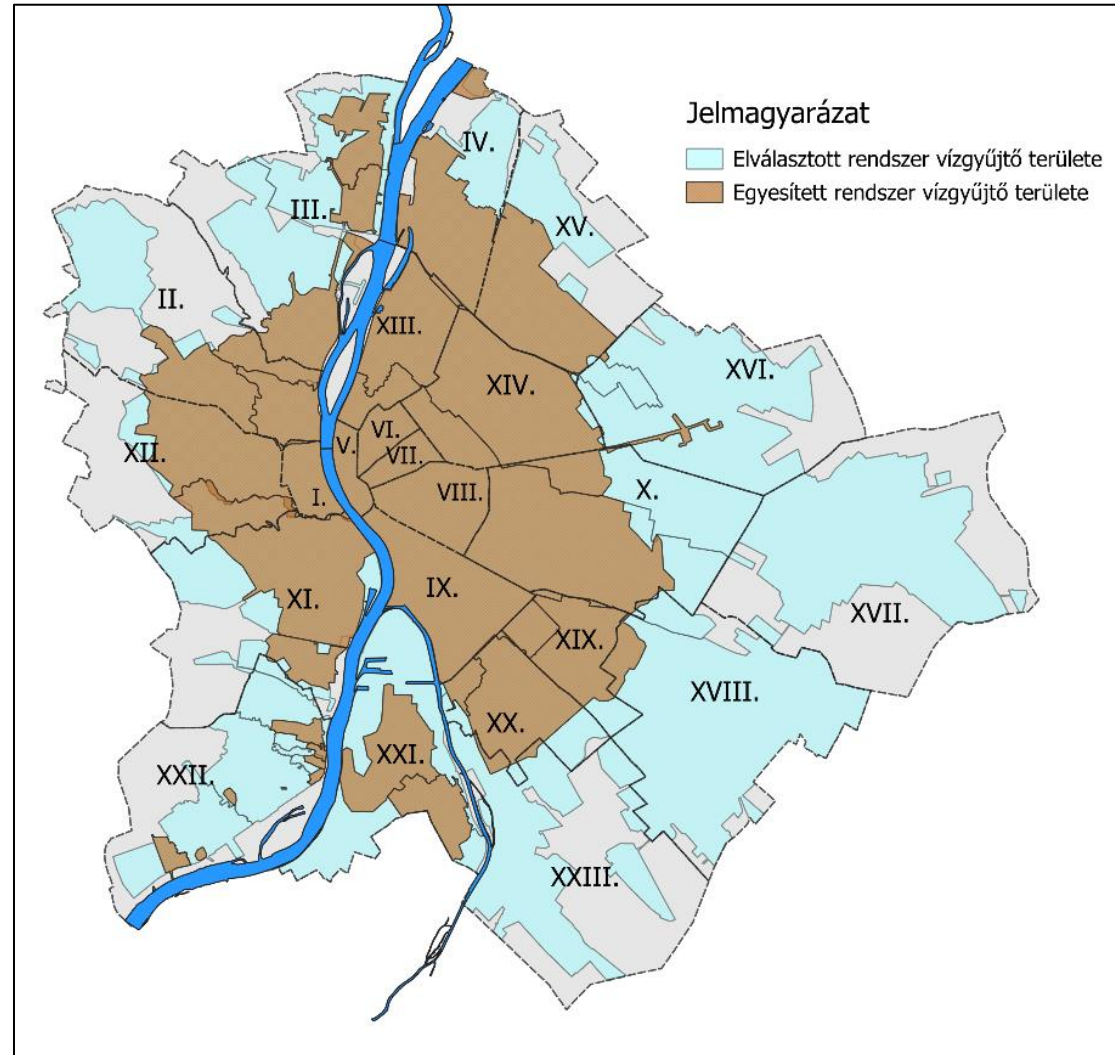 Jelmagyarázat
Elválasztott rendszer vízgyűjtő területe
Egyesített rendszer vízgyűjtő területe
IV.
III.
XV.
II.
XIII.
XVI.
XIV.
VI.
V.
VII.
XII.
VIII.
X.
I.
IX.
XI.
XVII.
XIX.
XVIII.
XX.
XXI.
XXII.
XXIII.